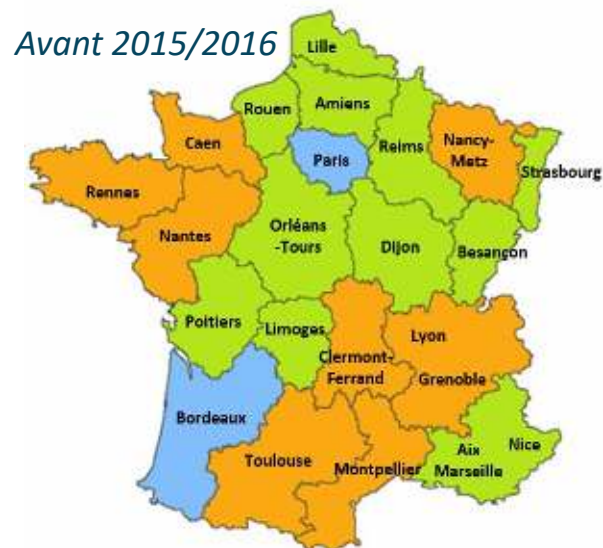 Avant 2015/2016
Lille
Rouen
Amiens
Caen
Paris
Reims
Nancy-
Metz
Strasbourg
Rennes
Nantes
Orléans
-Tours
Dijon
Besançon
Poitiers
Limoges
Clermont-
Ferrand
Lyon
Grenoble
Bordeaux
Toulouse
Montpellier
Aix
Marseille
Nice